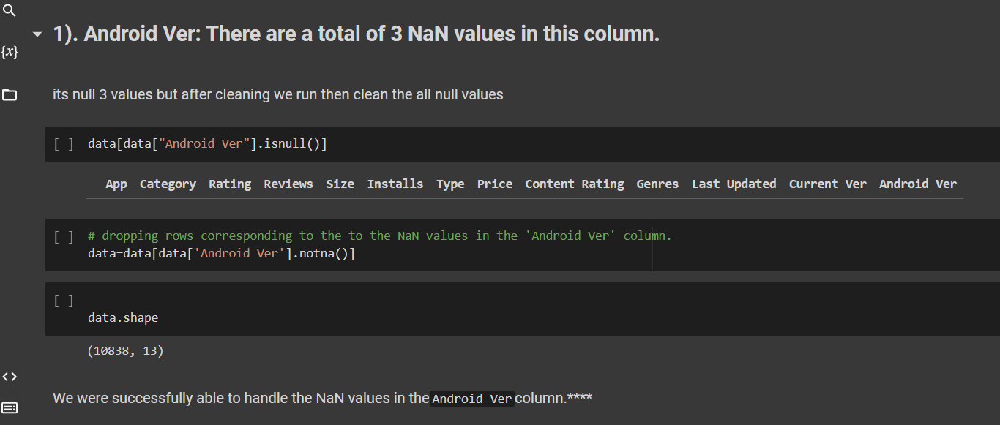 1). Android Ver: There are a total of 3 NaN values in this column.
{x}
its null 3 values but after cleaning we run then clean the all null values
[ ] data[data["Android Ver"].isnull()]
App Category Rating Reviews Size Installs Type Price Content Rating Genres Last Updated Current Ver Android Ver
[ ] # dropping rows corresponding to the to the NaN values in the 'Android Ver' column.
data=data[data['Android Ver'].notna()]
[ ]
data.shape
(10838, 13)
We were successfully able to handle the NaN values in the Android Ver column.****